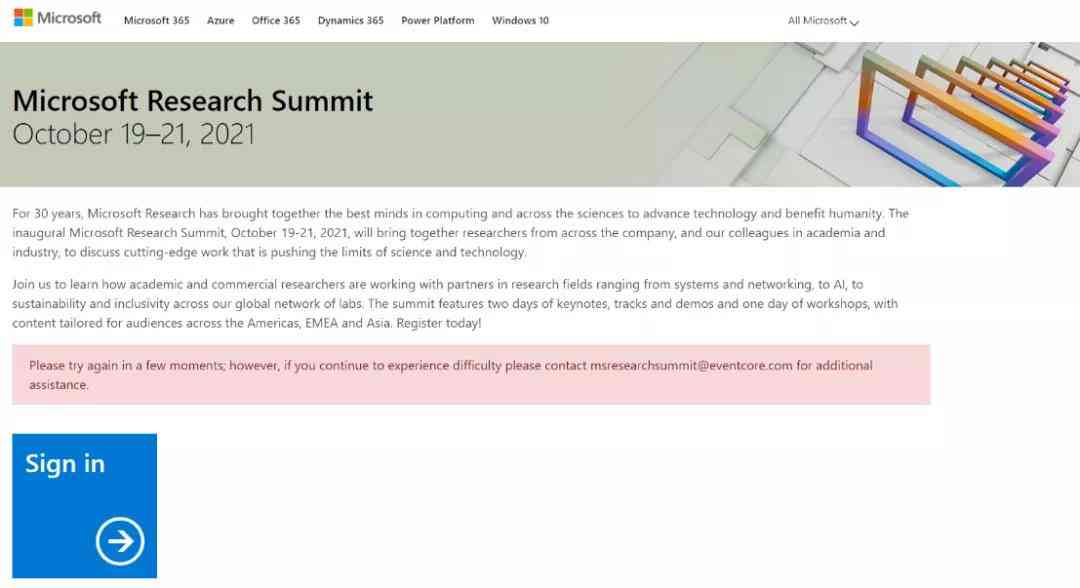 Microsoft Microsoft 365 Azure Office 365 Dynamics 365 Power Platform Windows 10 All Microsoft
Microsoft Research Summit
October 19–21, 2021
For 30 years, Microsoft Research has brought together the best minds in computing and across the sciences to advance technology and benefit humanity. The
inaugural Microsoft Research Summit, October 19-21, 2021, will bring together researchers from across the company, and our colleagues in academia and
industry, to discuss cutting-edge work that is pushing the limits of science and technology.
Join us to learn how academic and commercial researchers are working with partners in research fields ranging from systems and networking, to AI, to
sustainability and inclusivity across our global network of labs. The summit features two days of keynotes, tracks and demos and one day of workshops, with
content tailored for audiences across the Americas, EMEA and Asia. Register today!
Please try again in a few moments; however, if you continue to experience difficulty please contact msresearchsummit@eventcore.com for additional
assistance.
Sign in